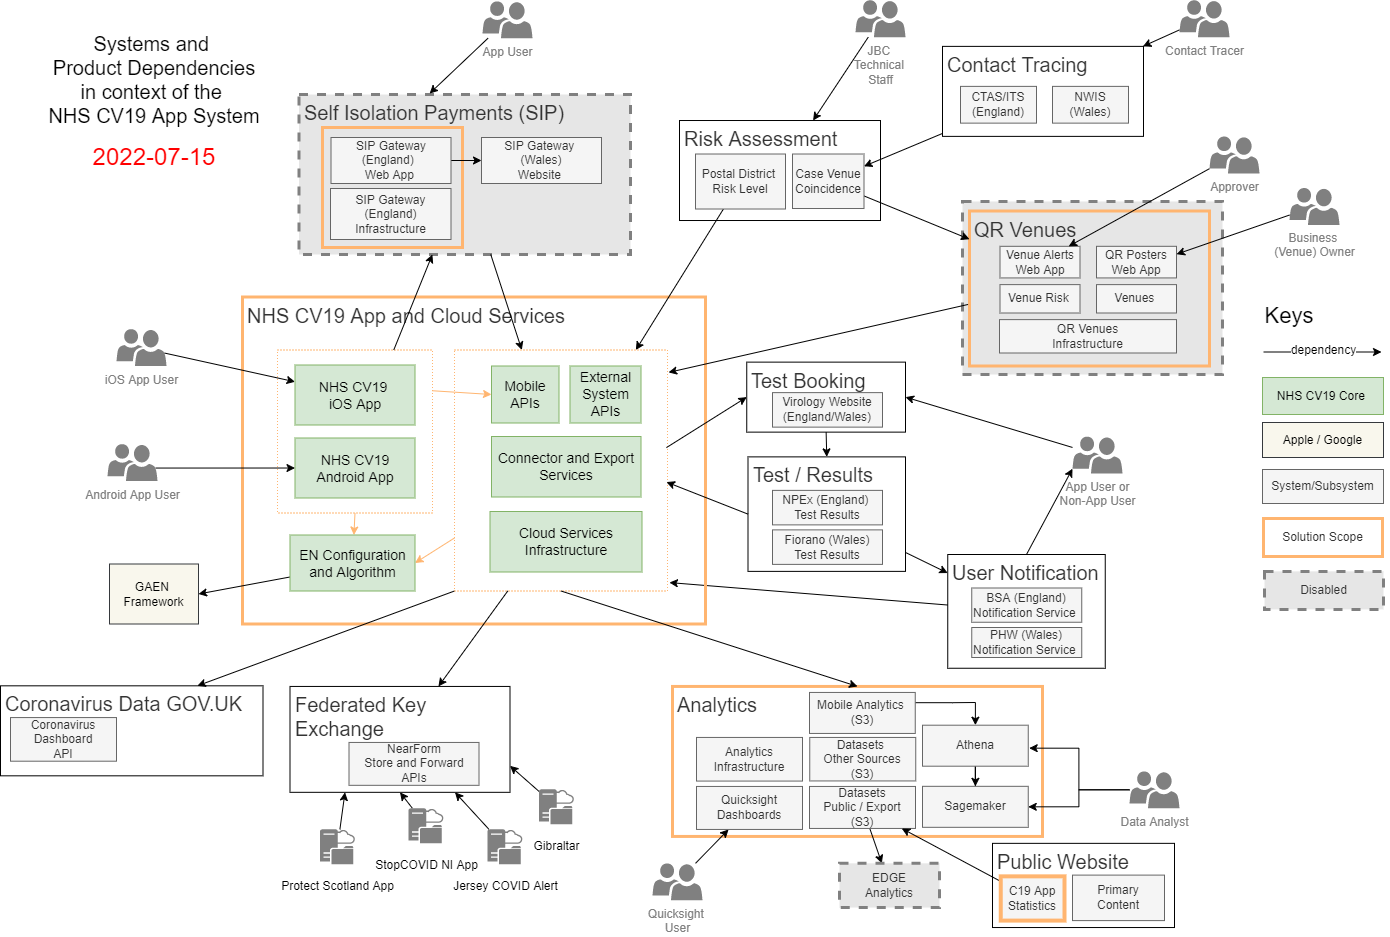 Systems and
Product Dependencies
in context of the
NHS CV19 App System
2022-07-15
App User
JBC
Technical
Staff
Contact Tracer
Self Isolation Payments (SIP)
SIP Gateway
(England)
Web App
SIP Gateway
(Wales)
Website
SIP Gateway
(England)
Infrastructure
Risk Assessment
Postal District
Risk Level
Case Venue
Coincidence
Contact Tracing
CTAS/ITS
(England)
NWIS
(Wales)
Approver
Business
(Venue) Owner
QR Venues
Venue Alerts
Web App
QR Posters
Web App
Venue Risk
Venues
QR Venues
Infrastructure
Keys
dependency
NHS CV19 Core
Apple / Google
System/Subsystem
Solution Scope
Disabled
NHS CV19 App and Cloud Services
iOS App User
Android App User
NHS CV19
iOS App
NHS CV19
Android App
EN Configuration
and Algorithm
Mobile
APIs
External
System
APIs
Connector and Export
Services
Cloud Services
Infrastructure
GAEN
Framework
Test Booking
Virology Website
(England/Wales)
Test / Results
NPEx (England)
Test Results
Fiorano (Wales)
Test Results
App User or
Non-App User
User Notification
BSA (England)
Notification Service
PHW (Wales)
Notification Service
Coronavirus Data GOV.UK
Coronavirus
Dashboard
API
Federated Key
Exchange
NearForm
Store and Forward
APIs
Protect Scotland App
StopCOVID NI App
Jersey COVID Alert
Gibraltar
Analytics
Mobile Analytics
(S3)
Analytics
Infrastructure
Datasets
Other Sources
(S3)
Athena
Quicksight
Dashboards
Datasets
Public / Export
(S3)
Sagemaker
Data Analyst
Quicksight
User
EDGE
Analytics
Public Website
C19 App
Statistics
Primary
Content